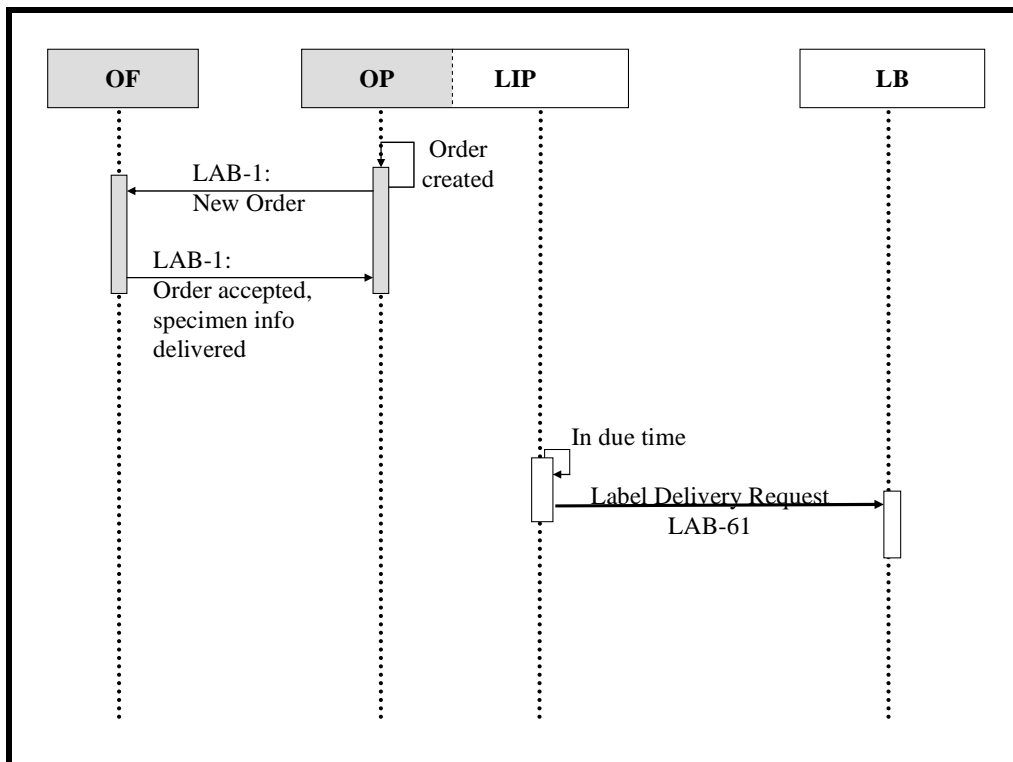 OF
OP
LIP
LB
Order
created
LAB-1:
New Order
LAB-1:
Order accepted,
specimen info
delivered
In due time
Label Delivery Request
LAB-61